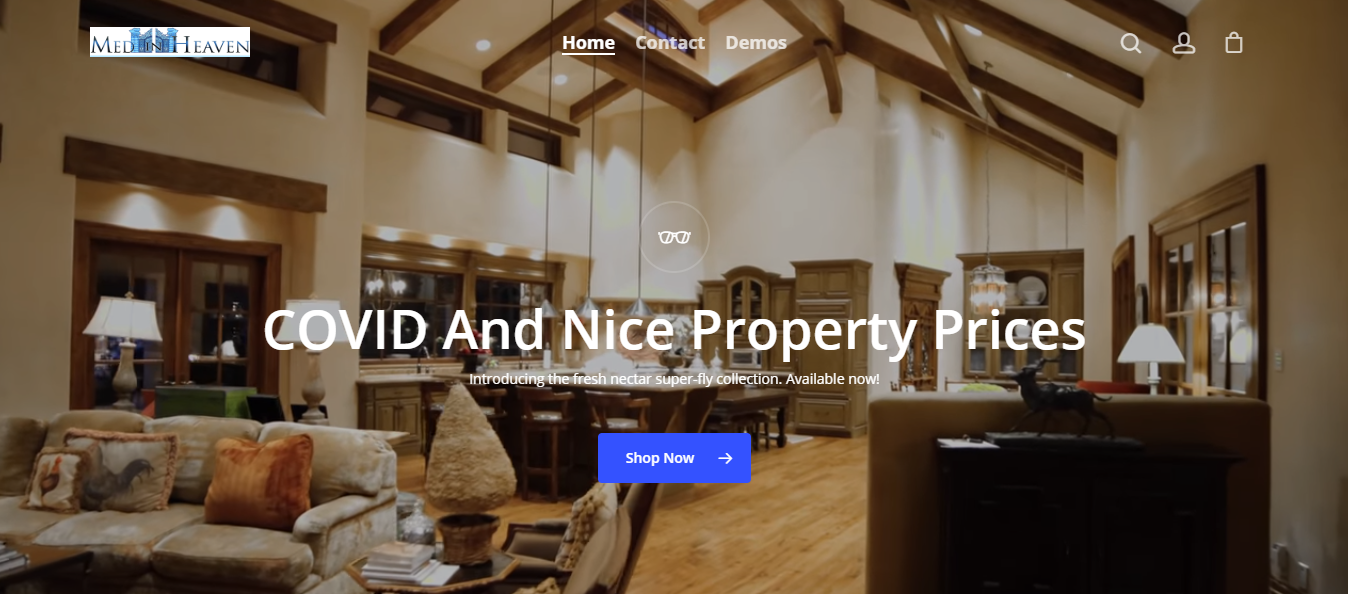 MED LINE HEAVEN
Home Contact Demos
COVID And Nice Property Prices
Introducing the fresh nectar super-fly collection. Available now!
Shop Now